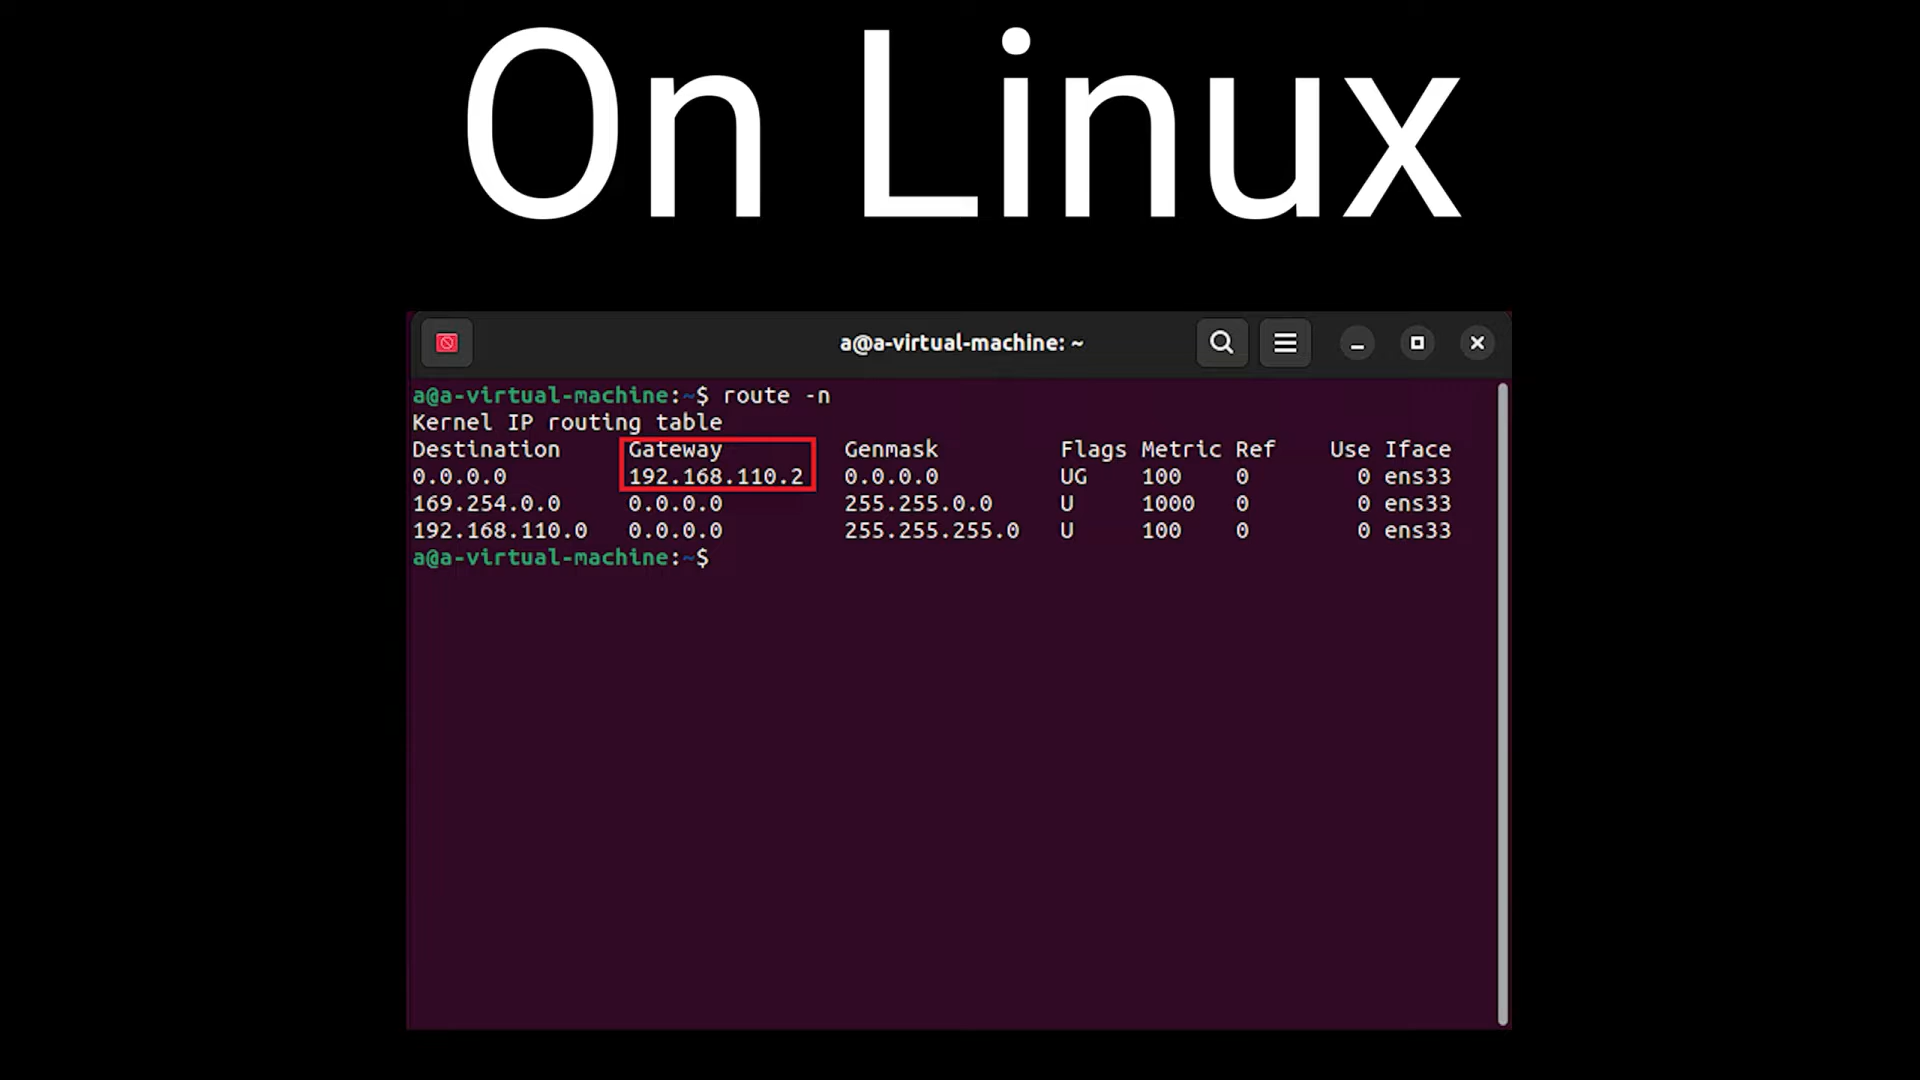 On Linux
a@a-virtual-machine: ~
a@a-virtual-machine:~$ route -n
Kernel IP routing table
Destination     Gateway         Genmask         Flags Metric Ref    Use Iface
0.0.0.0         192.168.110.2   0.0.0.0         UG    100    0        0 ens33
169.254.0.0     0.0.0.0         255.255.0.0     U     1000   0        0 ens33
192.168.110.0   0.0.0.0         255.255.255.0   U     100    0        0 ens33
a@a-virtual-machine:~$